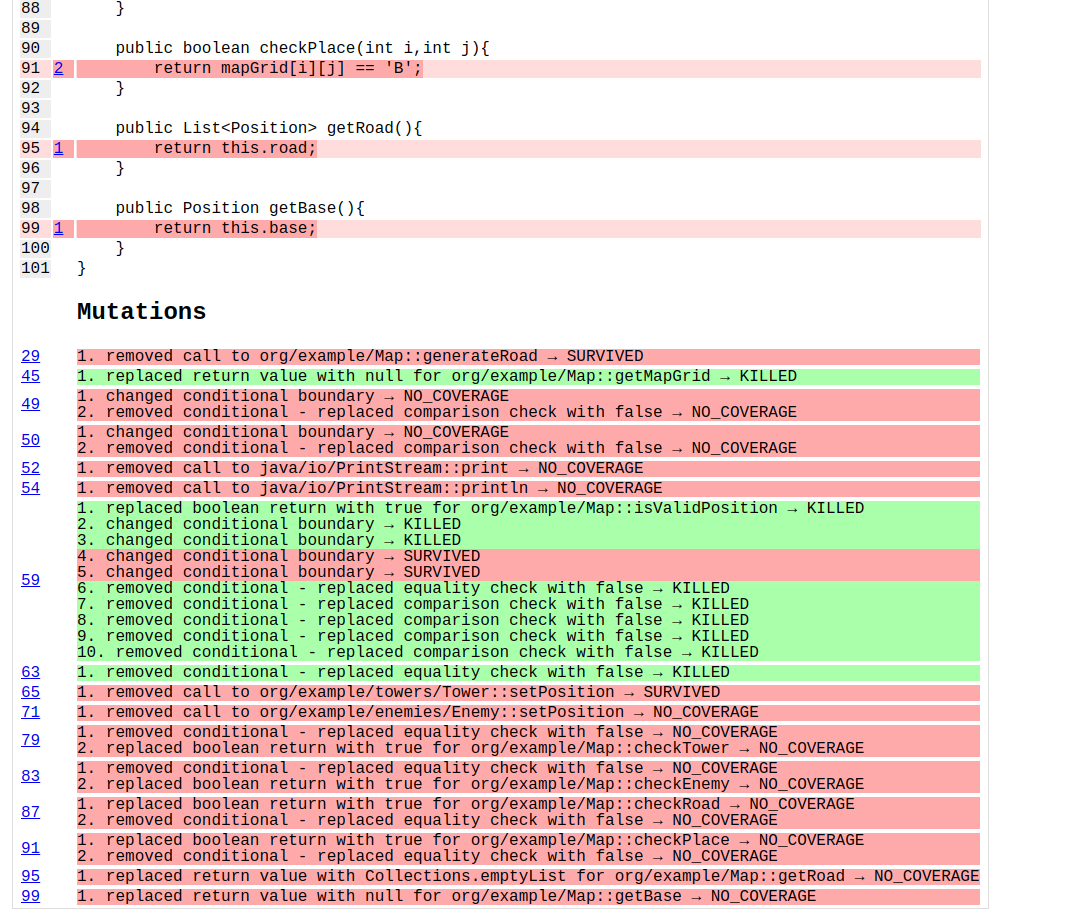 88     }
89
90     public boolean checkPlace(int i,int j){
91 2         return mapGrid[i][j] == 'B';
92     }
93
94     public List<Position> getRoad(){
95 1         return this.road;
96     }
97
98     public Position getBase(){
99 1         return this.base;
100     }
101 }
Mutations
29 1. removed call to org/example/Map::generateRoad → SURVIVED
45 1. replaced return value with null for org/example/Map::getMapGrid → KILLED
49 1. changed conditional boundary → NO_COVERAGE
2. removed conditional - replaced comparison check with false → NO_COVERAGE
50 1. changed conditional boundary → NO_COVERAGE
2. removed conditional - replaced comparison check with false → NO_COVERAGE
52 1. removed call to java/io/PrintStream::print → NO_COVERAGE
54 1. removed call to java/io/PrintStream::println → NO_COVERAGE
59 1. replaced boolean return with true for org/example/Map::isValidPosition → KILLED
2. changed conditional boundary → KILLED
3. changed conditional boundary → KILLED
4. changed conditional boundary → SURVIVED
5. changed conditional boundary → SURVIVED
6. removed conditional - replaced equality check with false → KILLED
7. removed conditional - replaced comparison check with false → KILLED
8. removed conditional - replaced comparison check with false → KILLED
9. removed conditional - replaced comparison check with false → KILLED
10. removed conditional - replaced comparison check with false → KILLED
63 1. removed conditional - replaced equality check with false → KILLED
65 1. removed call to org/example/towers/Tower::setPosition → SURVIVED
71 1. removed call to org/example/enemies/Enemy::setPosition → NO_COVERAGE
79 1. removed conditional - replaced equality check with false → NO_COVERAGE
2. replaced boolean return with true for org/example/Map::checkTower → NO_COVERAGE
83 1. removed conditional - replaced equality check with false → NO_COVERAGE
2. replaced boolean return with true for org/example/Map::checkEnemy → NO_COVERAGE
87 1. replaced boolean return with true for org/example/Map::checkRoad → NO_COVERAGE
2. removed conditional - replaced equality check with false → NO_COVERAGE
91 1. replaced boolean return with true for org/example/Map::checkPlace → NO_COVERAGE
2. removed conditional - replaced equality check with false → NO_COVERAGE
95 1. replaced return value with Collections.emptyList for org/example/Map::getRoad → NO_COVERAGE
99 1. replaced return value with null for org/example/Map::getBase → NO_COVERAGE